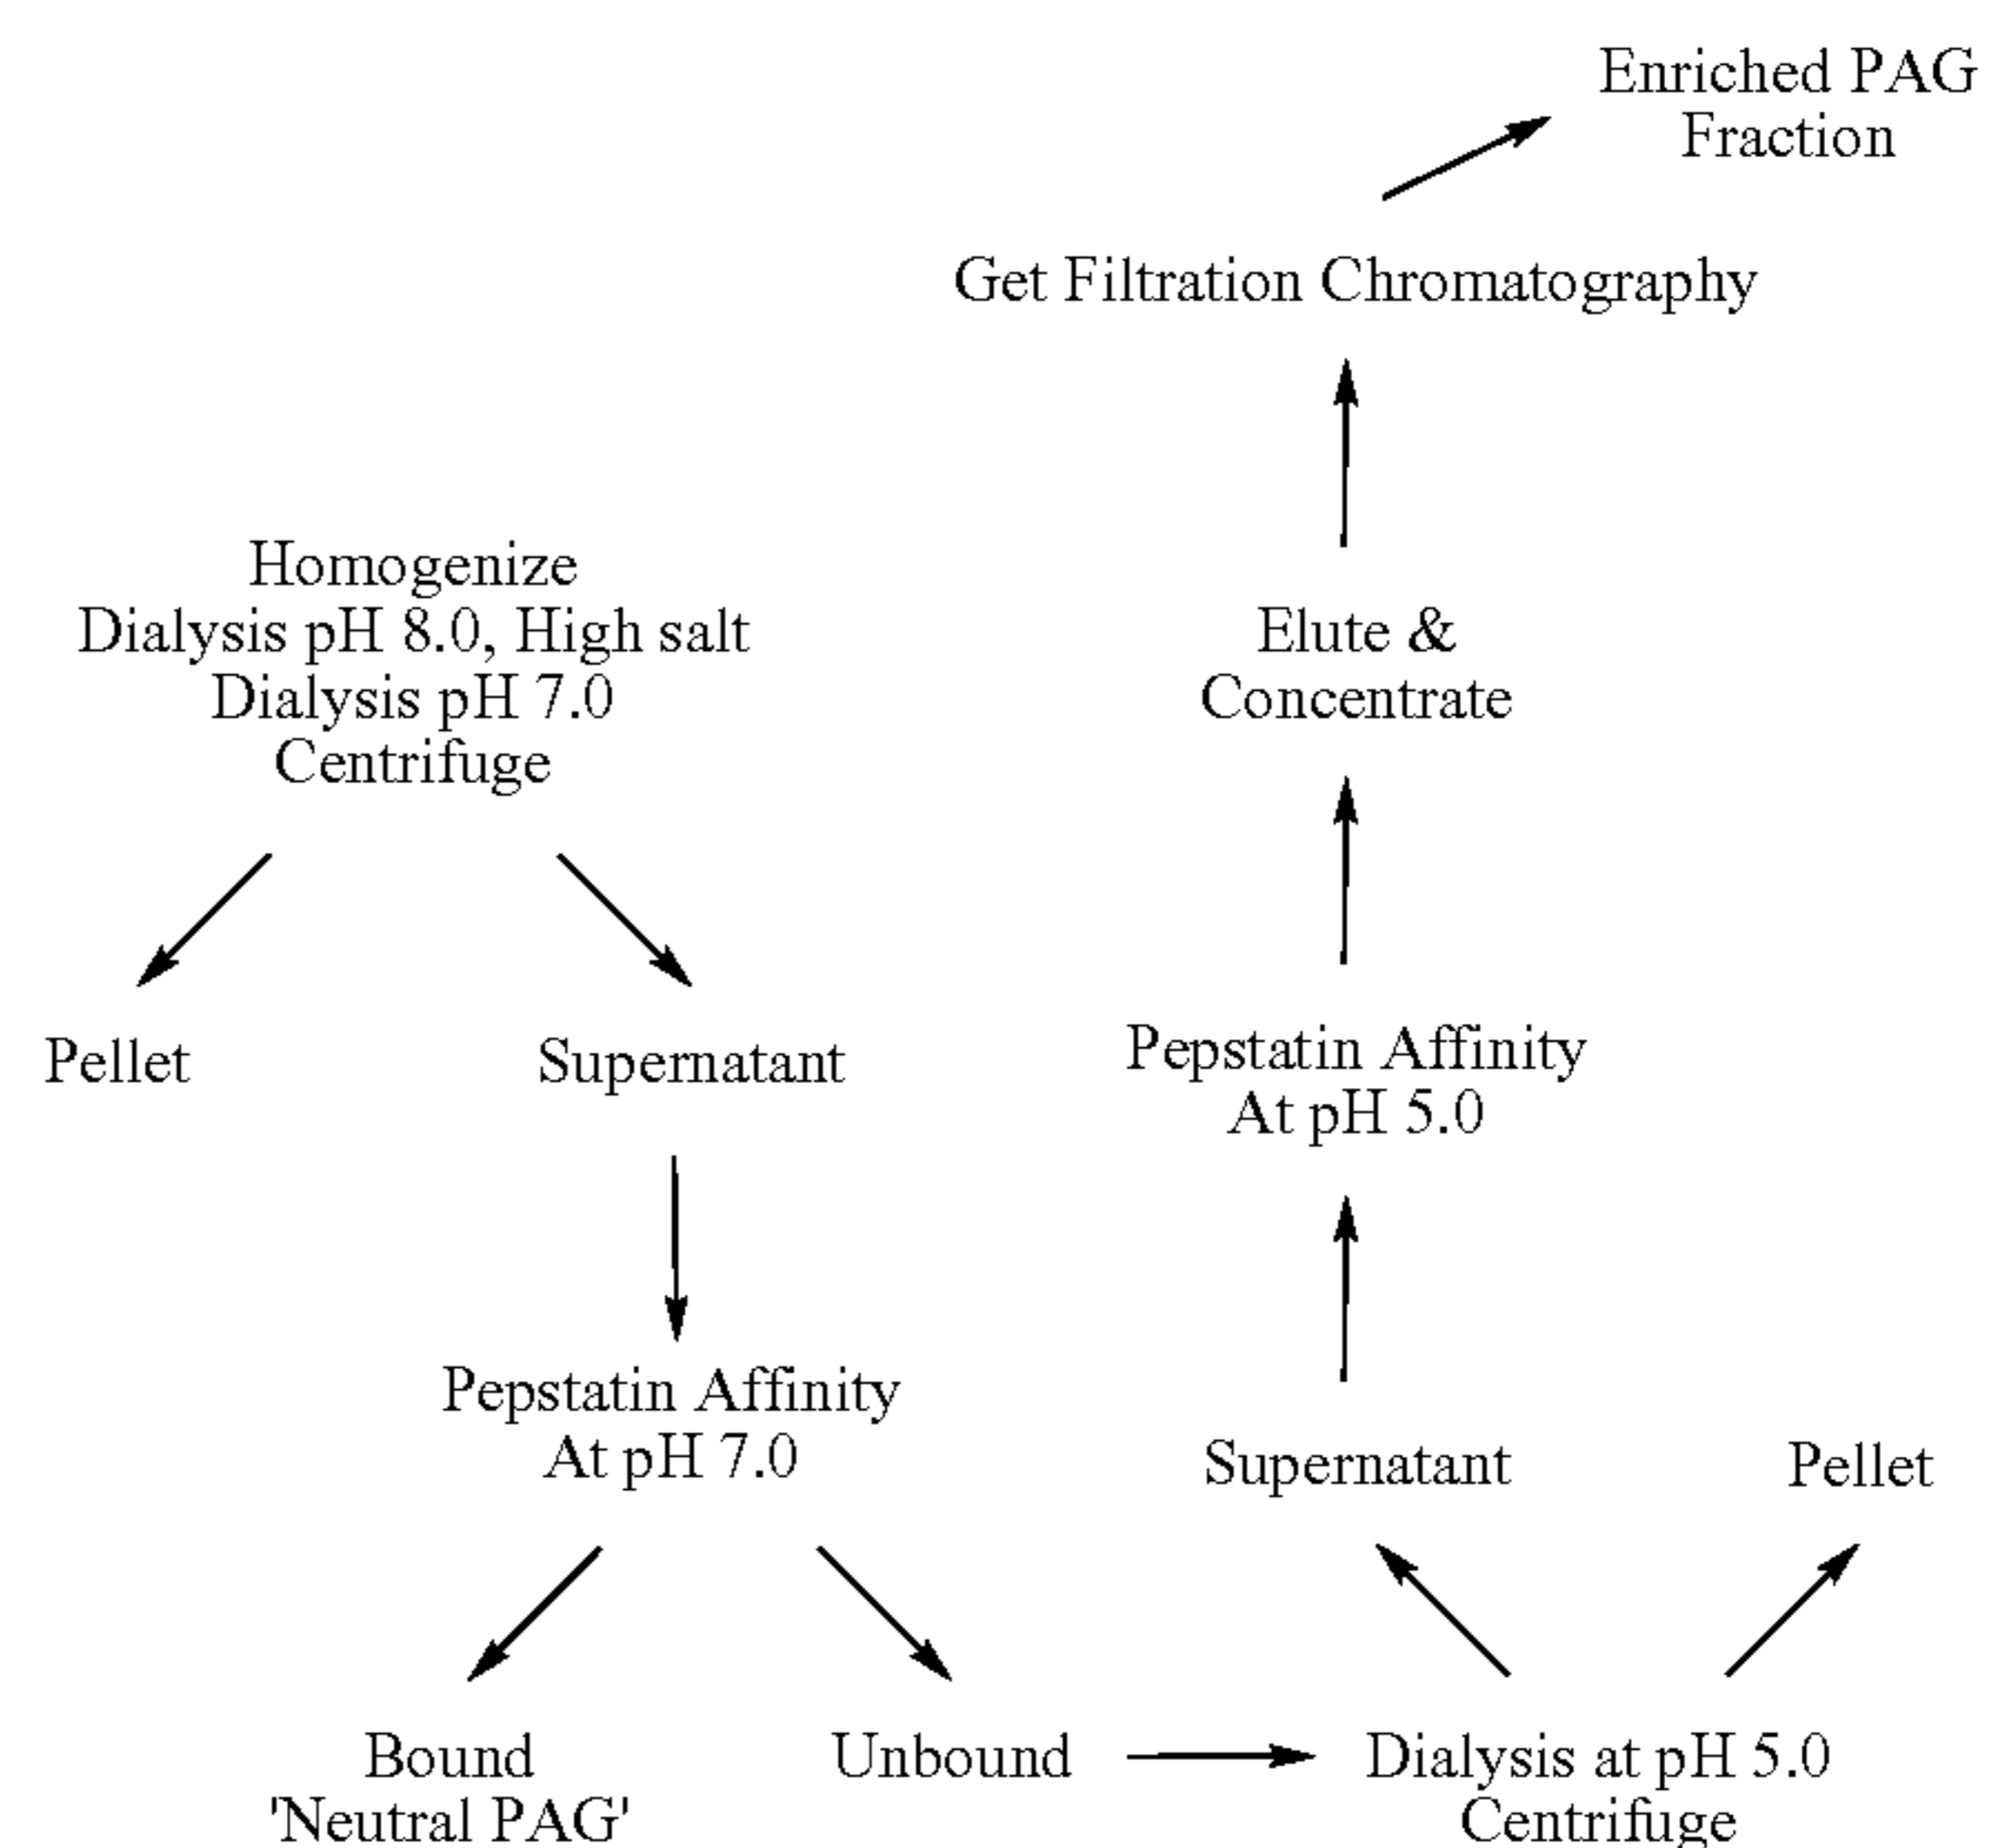 Homogenize
Dialysis pH 8.0, High salt
Dialysis pH 7.0
Centrifuge
Pellet
Supernatant
Pepstatin Affinity
At pH 7.0
Bound
'Neutral PAG'
Unbound
Dialysis at pH 5.0
Centrifuge
Supernatant
Pellet
Pepstatin Affinity
At pH 5.0
Elute &
Concentrate
Get Filtration Chromatography
Enriched PAG
Fraction